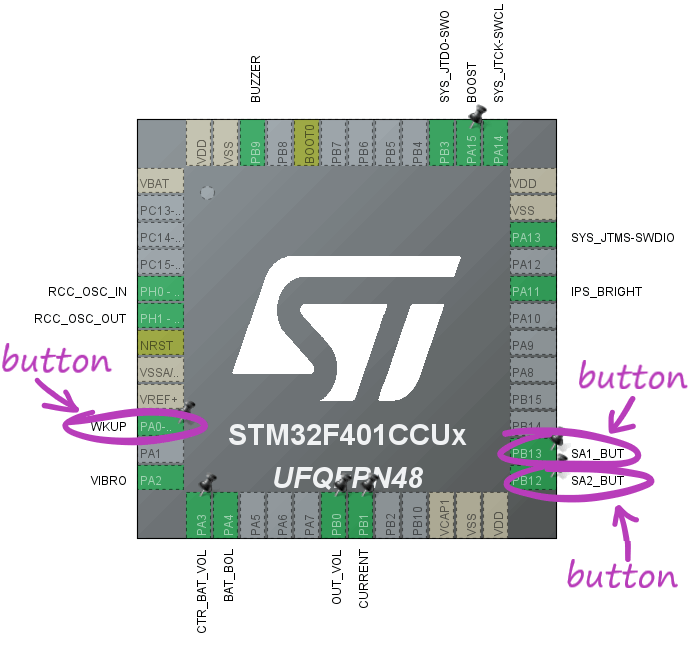 BUZZER
SYS_JTDO-SWO
BOOST
SYS_JTCK-SWCL
VDD
VSS
PB9
PB8
BOOT0
PB7
PB6
PB5
PB4
PB3
PA15
PA14
VBAT
PC13-..
PC14-..
PC15-..
RCC_OSC_IN PH0 - ..
RCC_OSC_OUT PH1 - ..
NRST
VSSA/..
VREF+
button
WKUP PA0-..
PA1
VIBRO PA2
VDD
VSS
PA13 SYS_JTMS-SWDIO
PA12
PA11 IPS_BRIGHT
PA10
PA9
PA8
PB15
PB14
button
PB13 SA1_BUT
PB12 SA2_BUT
button
ST
STM32F401CCUx
UFQFPN48
PA3
PA4
PA5
PA6
PA7
PB0
PB1
PB2
PB10
VCAP1
VSS
VDD
CTR_BAT_VOL
BAT_BOL
OUT_VOL
CURRENT